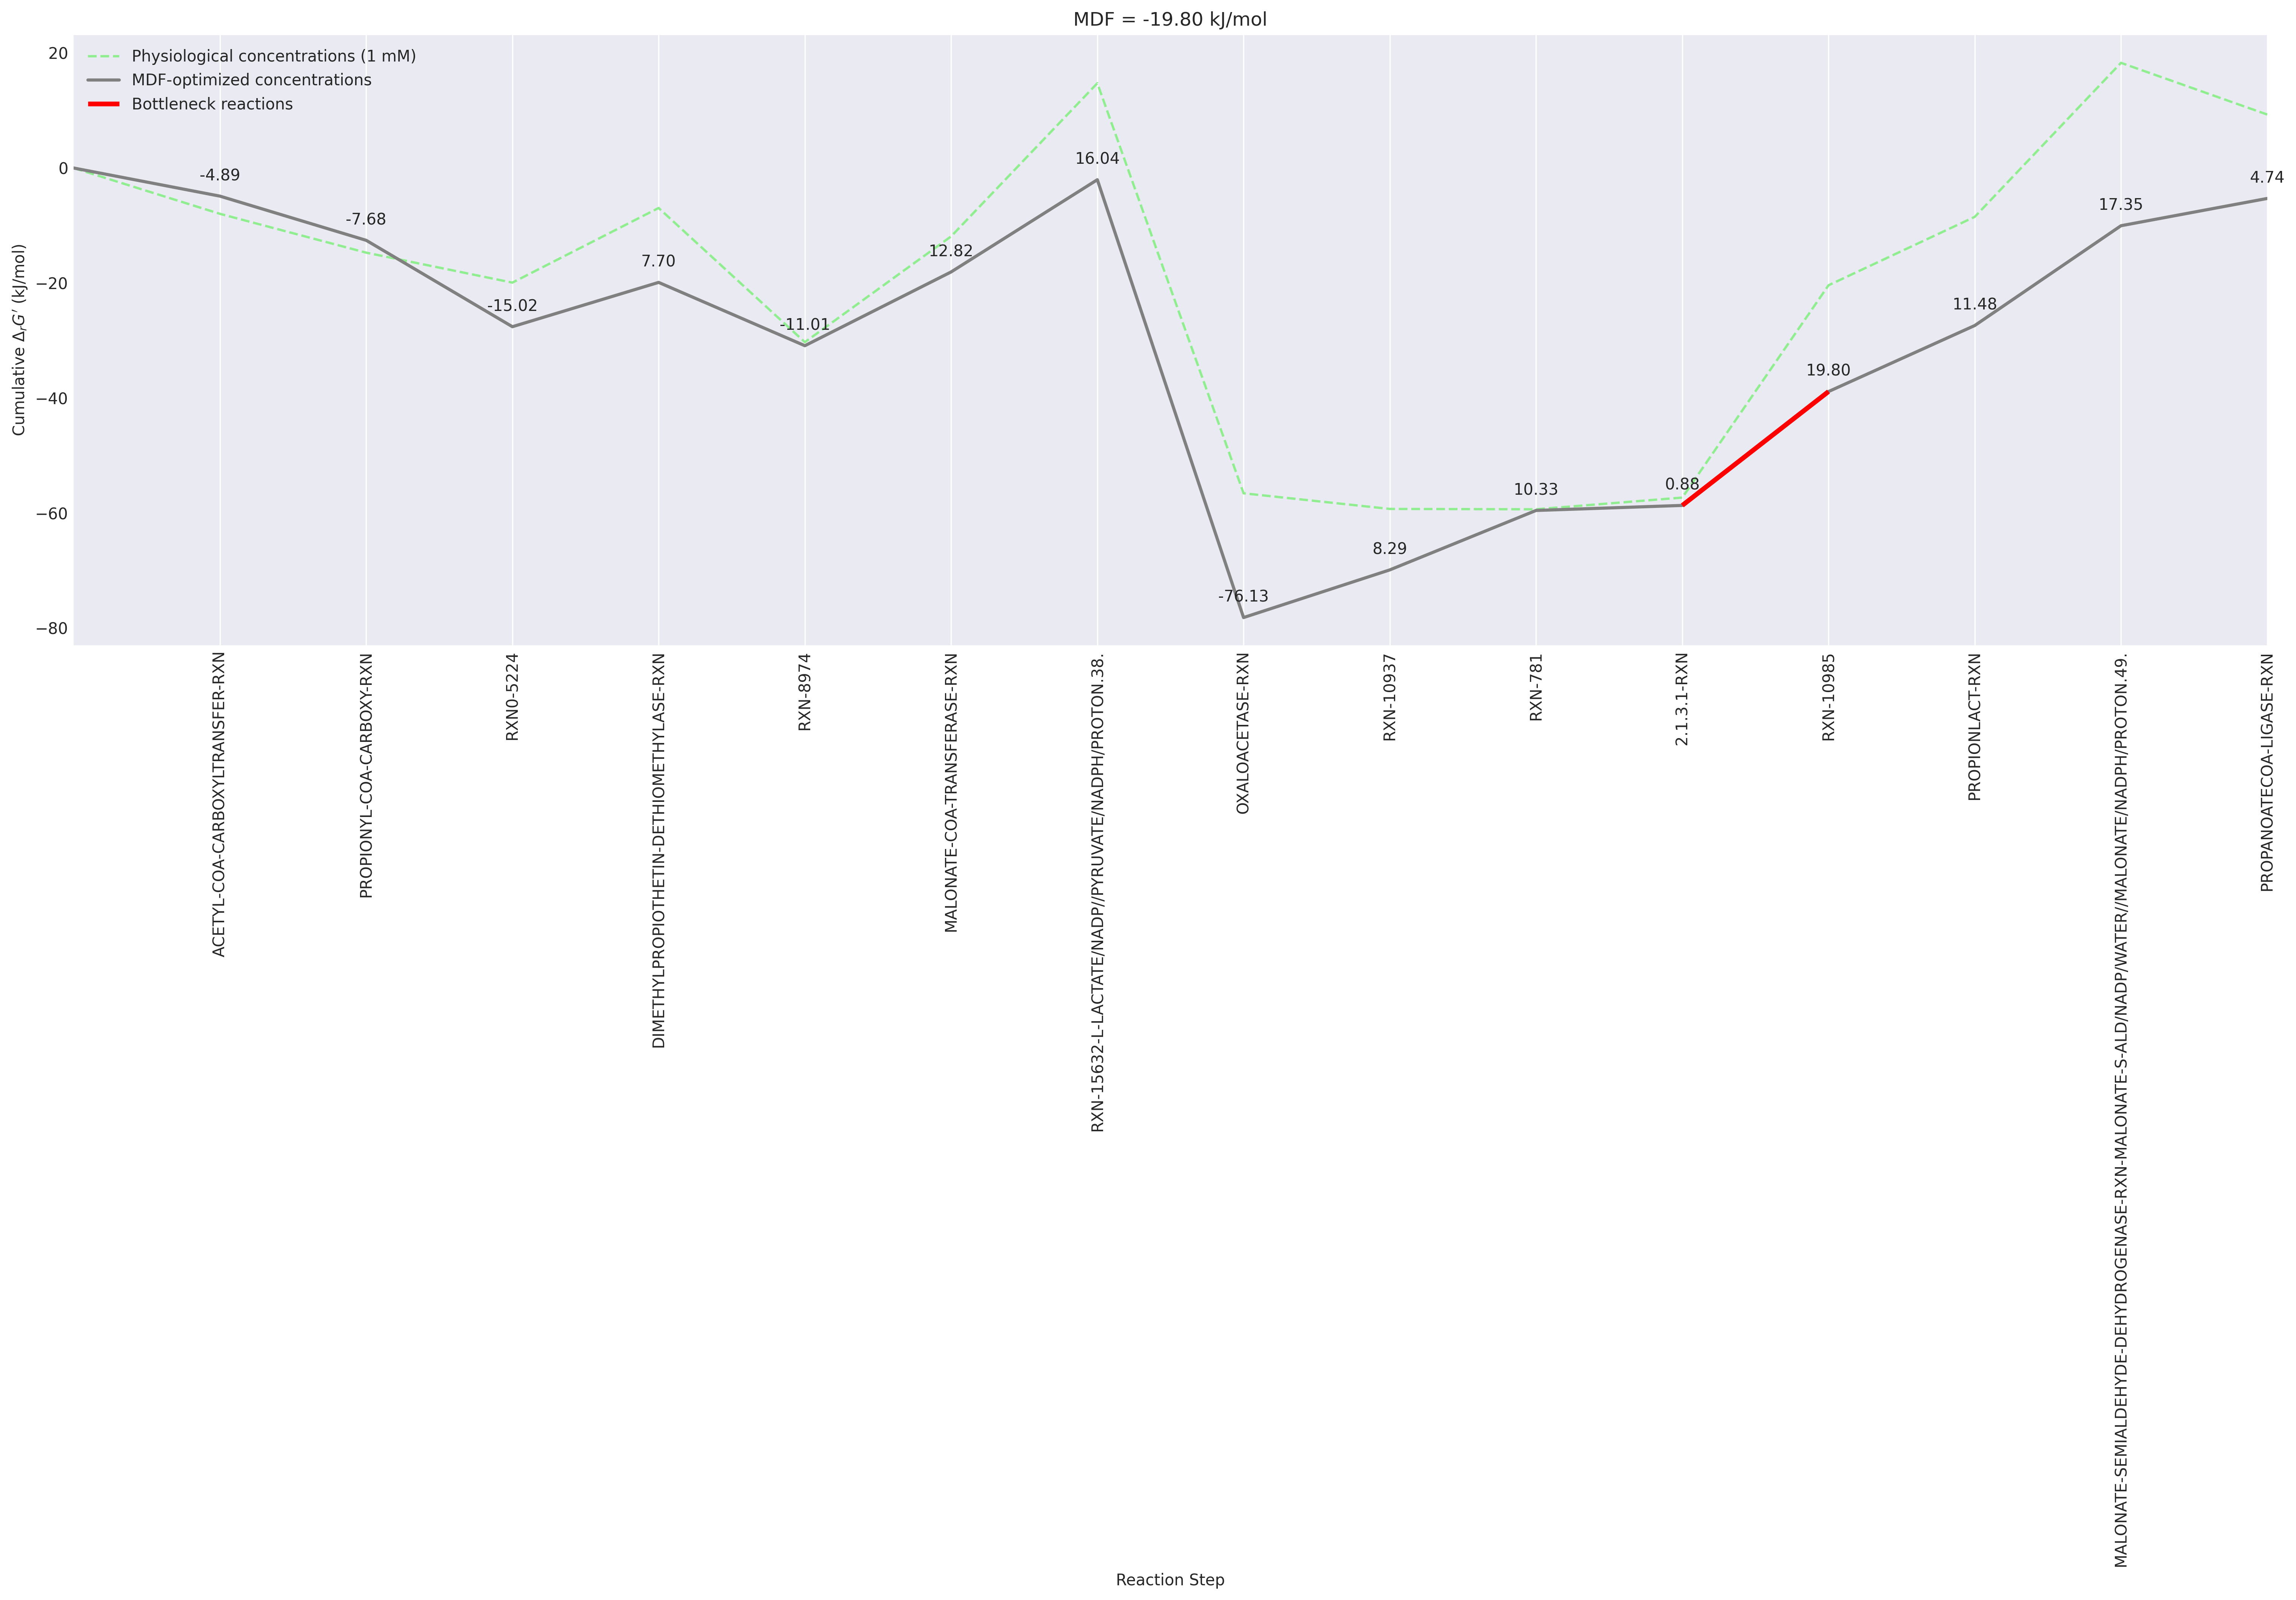 MDF = -19.80 kJ/mol
Physiological concentrations (1 mM)
MDF-optimized concentrations
Bottleneck reactions
Cumulative ΔrG′ (kJ/mol)
20
0
−20
−40
−60
−80
-4.89
-7.68
-15.02
7.70
-11.01
12.82
16.04
-76.13
8.29
10.33
0.88
19.80
11.48
17.35
4.74
ACETYL-COA-CARBOXYLTRANSFER-RXN
PROPIONYL-COA-CARBOXY-RXN
RXN0-5224
DIMETHYLPROPIOTHETIN-DETHIOMETHYLASE-RXN
RXN-8974
MALONATE-COA-TRANSFERASE-RXN
RXN-15632-L-LACTATE/NADP//PYRUVATE/NADPH/PROTON.38.
OXALOACETASE-RXN
RXN-10937
RXN-781
2.1.3.1-RXN
RXN-10985
PROPIONLACT-RXN
MALONATE-SEMIALDEHYDE-DEHYDROGENASE-RXN-MALONATE-S-ALD/NADP/WATER//MALONATE/NADPH/PROTON.49.
PROPANOATECOA-LIGASE-RXN
Reaction Step